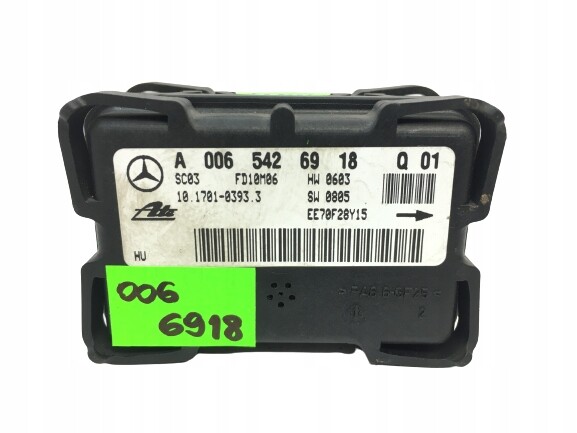 A 006 542 69 18 Q 01
SC03 FD10M06 HW 0603
10.1701-0393.3 SW 0805
Ate EE70F28Y15
HU
006
6918
2